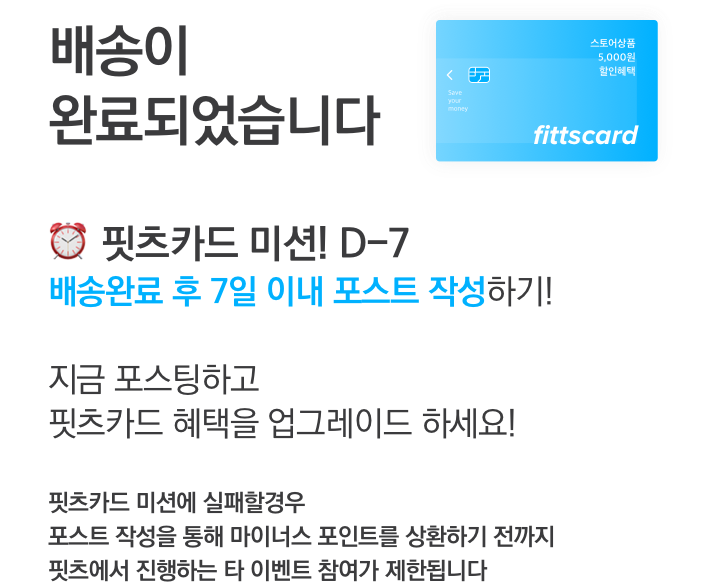 배송이
완료되었습니다
스토어상품
5,000원
할인혜택
Save
your
money
fittscard
핏츠카드 미션! D-7
배송완료 후 7일 이내 포스트 작성하기!
지금 포스팅하고
핏츠카드 혜택을 업그레이드 하세요!
핏츠카드 미션에 실패할경우
포스트 작성을 통해 마이너스 포인트를 상환하기 전까지
핏츠에서 진행하는 타 이벤트 참여가 제한됩니다